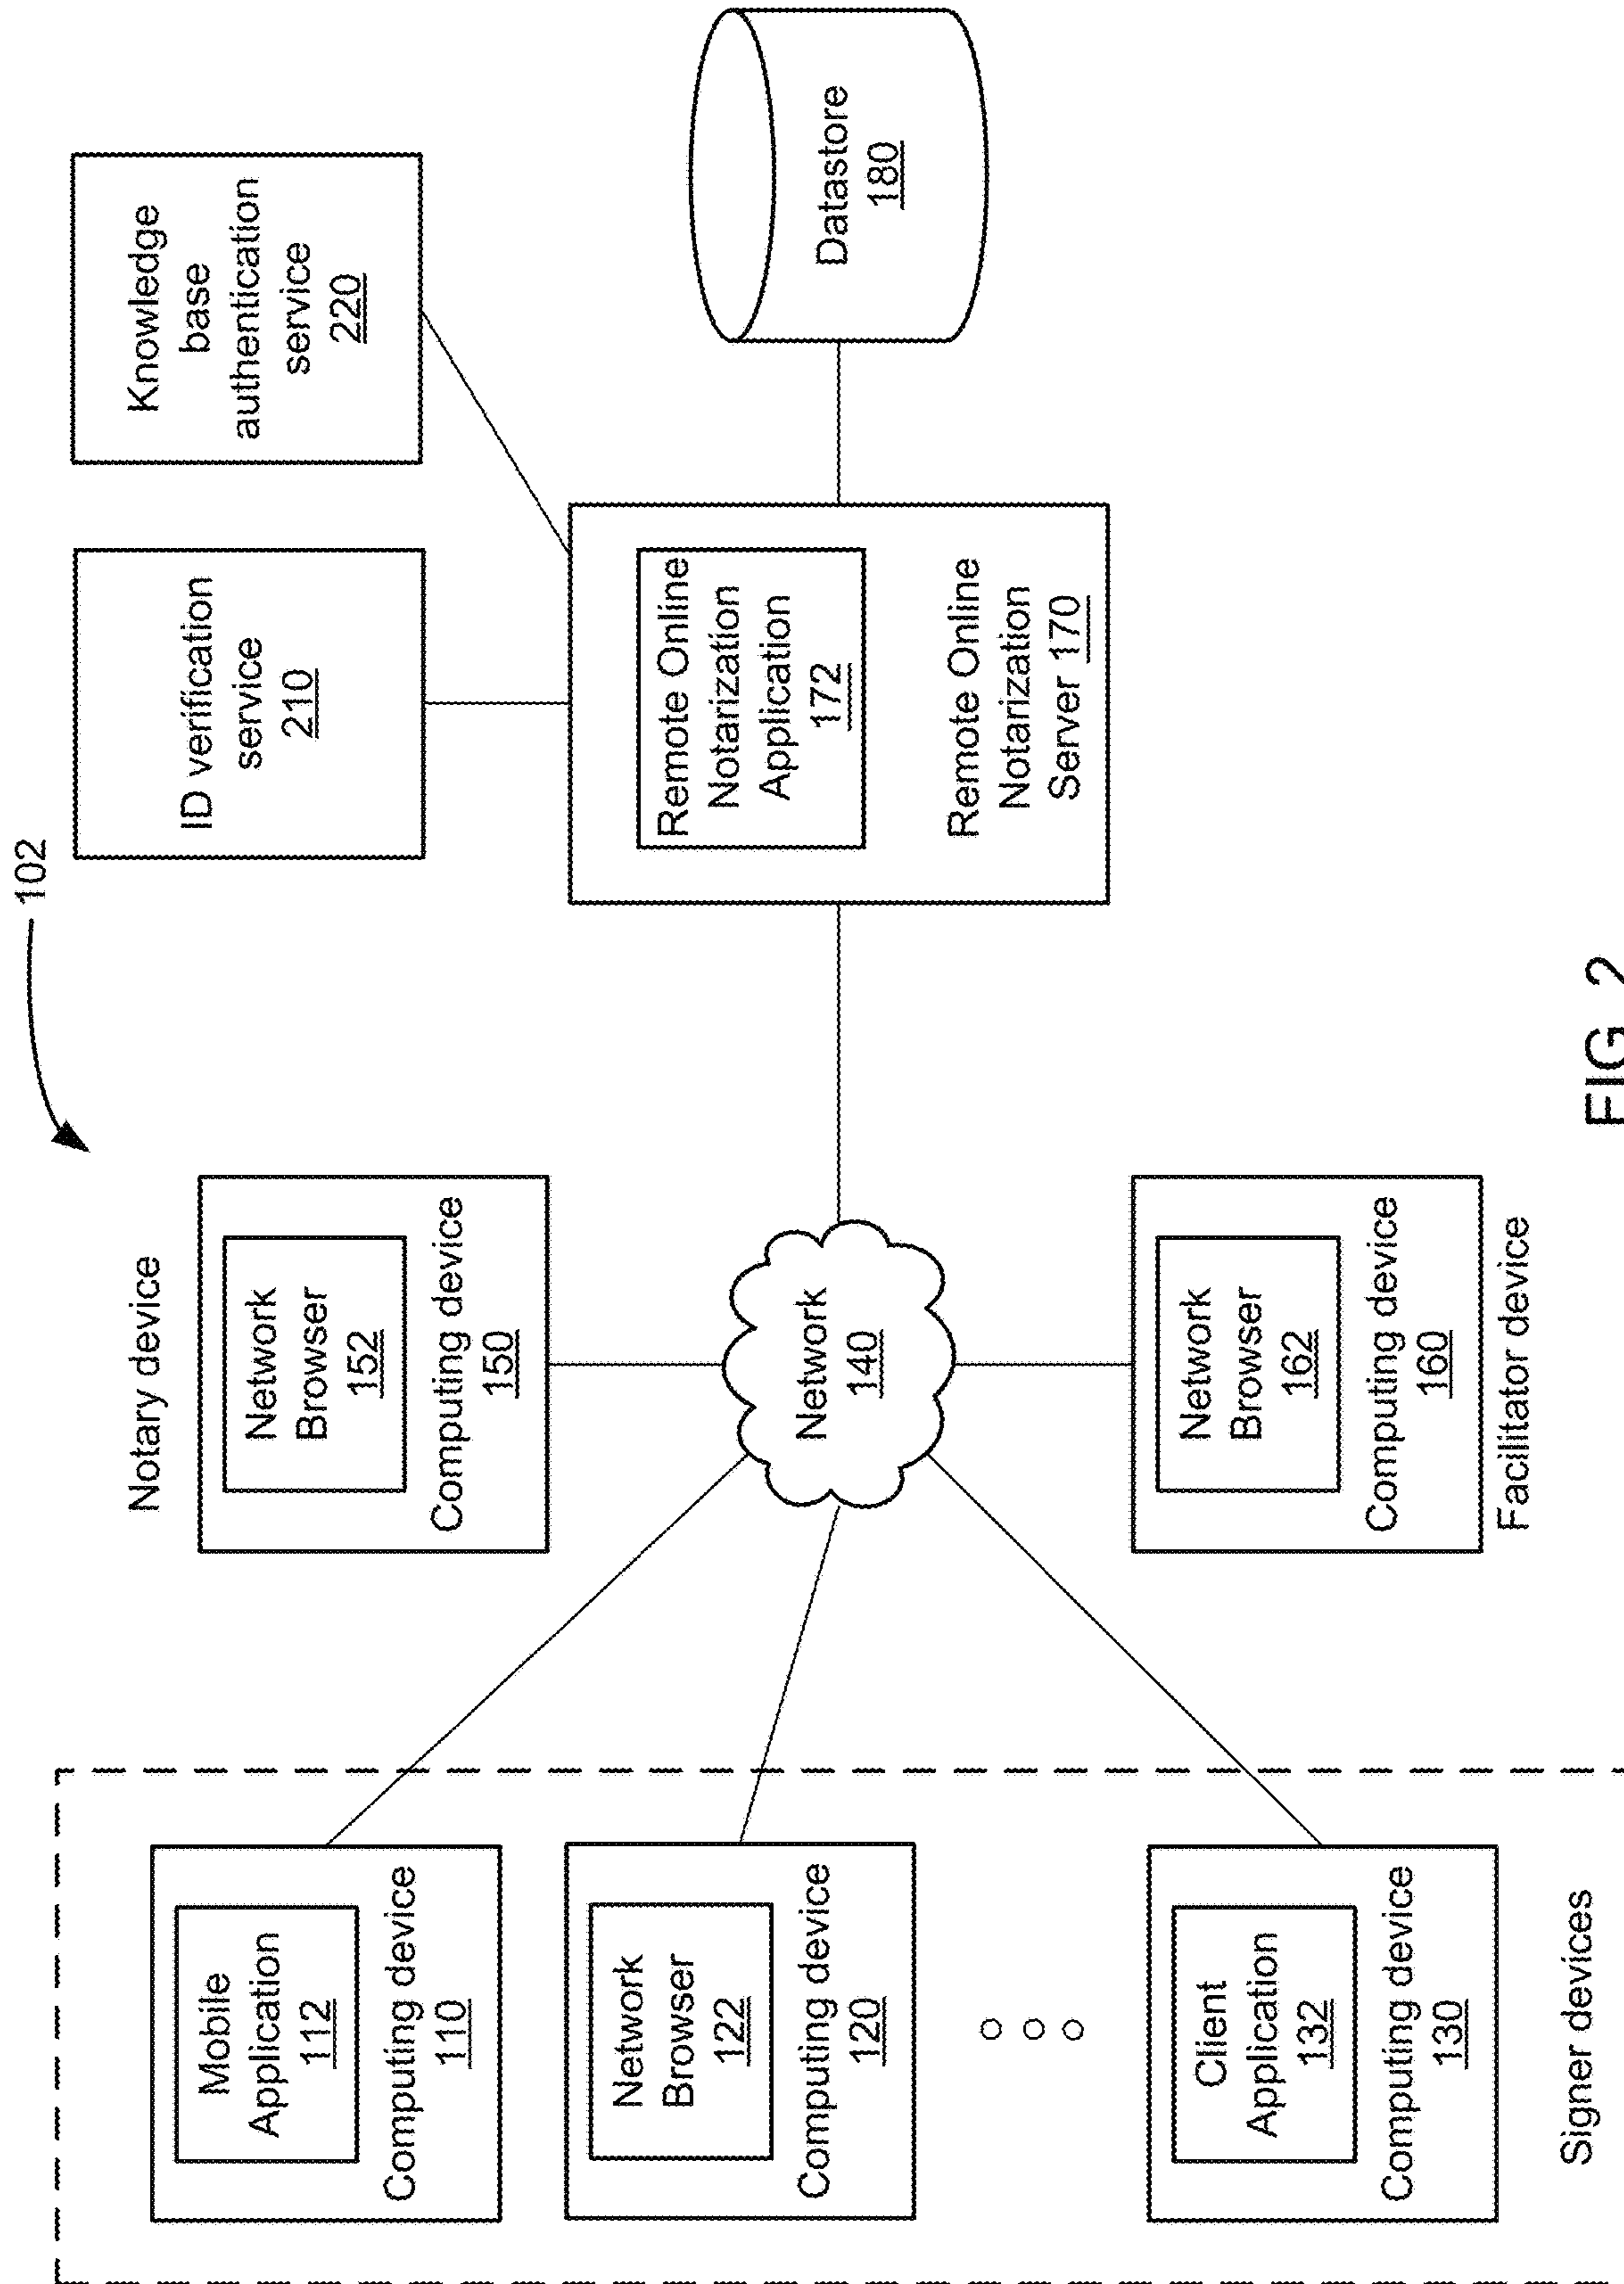 102
Mobile
Application
112
Computing device
110
Network
Browser
122
Computing device
120
Client
Application
132
Computing device
130
Signer devices
Notary device
Network
Browser
152
Computing device
150
Network
140
Network
Browser
162
Computing device
160
Facilitator device
ID verification
service
210
Knowledge
base
authentication
service
220
Remote Online
Notarization
Application
172
Remote Online
Notarization
Server 170
Datastore
180
FIG. 2